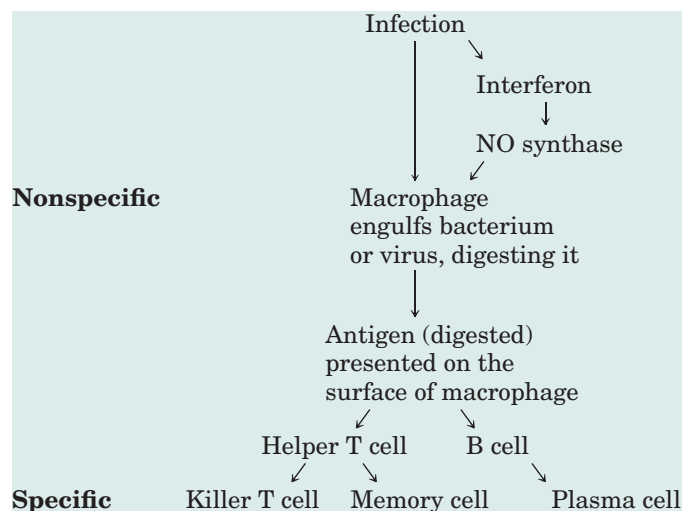 Infection
Interferon
NO synthase
Nonspecific Macrophage
engulfs bacterium
or virus, digesting it
Antigen (digested)
presented on the
surface of macrophage
Helper T cell B cell
Specific Killer T cell Memory cell Plasma cell